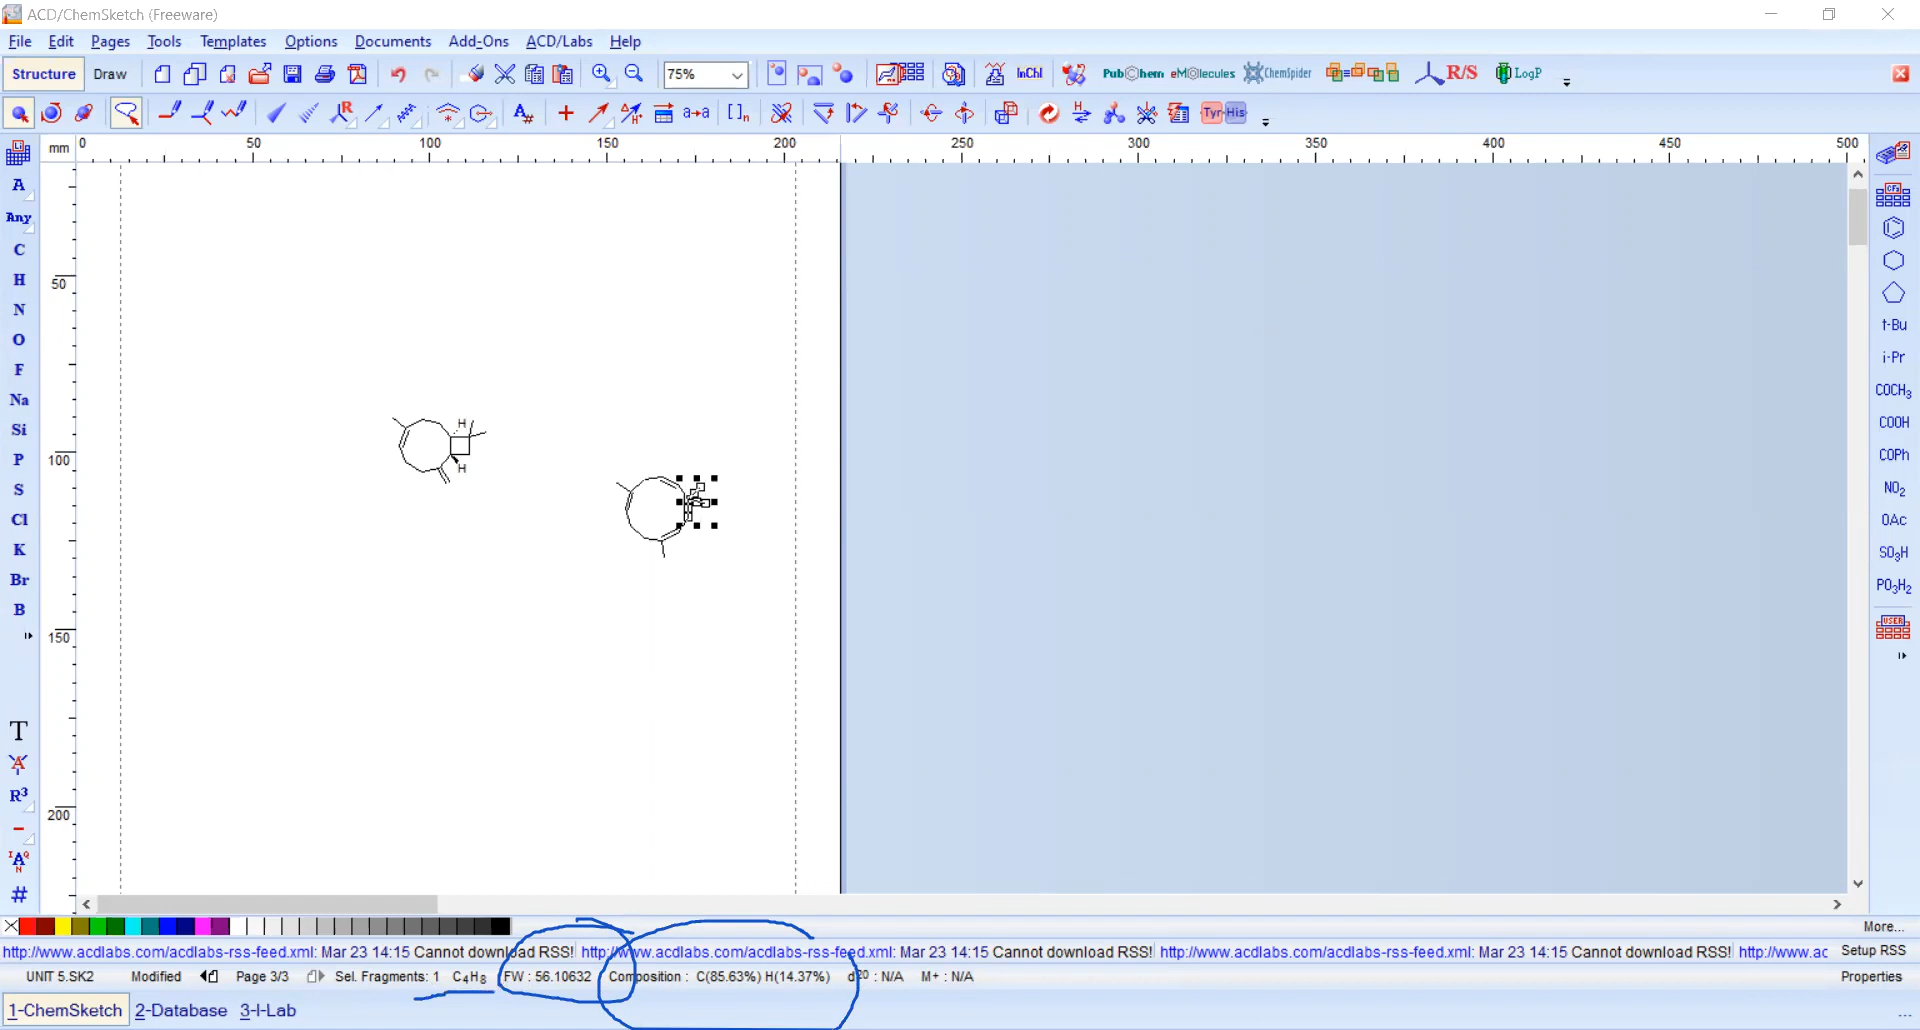 ACD/ChemSketch (Freeware)
File Edit Pages Tools Templates Options Documents Add-Ons ACD/Labs Help
Structure Draw 75% InChI PubChem eMolecules ChemSpider R/S LogP
R A# H+ a→a [ ]n H Tyr His
mm 0 50 100 150 200 250 300 350 400 450 500
Li
A
Any
C
H
N
O
F
Na
Si
P
S
Cl
K
Br
B
T
A
R3
A
#
50
100
150
200
H
H
CF3
t-Bu
i-Pr
COCH3
COOH
COPh
NO2
OAc
SO3H
PO3H2
USER
More...
http://www.acdlabs.com/acdlabs-rss-feed.xml: Mar 23 14:15 Cannot download RSS! http://www.acdlabs.com/acdlabs-rss-feed.xml: Mar 23 14:15 Cannot download RSS! http://www.acdlabs.com/acdlabs-rss-feed.xml: Mar 23 14:15 Cannot download RSS! http://www.ac Setup RSS
UNIT 5.SK2 Modified Page 3/3 Sel. Fragments: 1 C4H8 FW : 56.10632 Composition : C(85.63%) H(14.37%) d20 : N/A M+ : N/A Properties
1-ChemSketch 2-Database 3-I-Lab ...